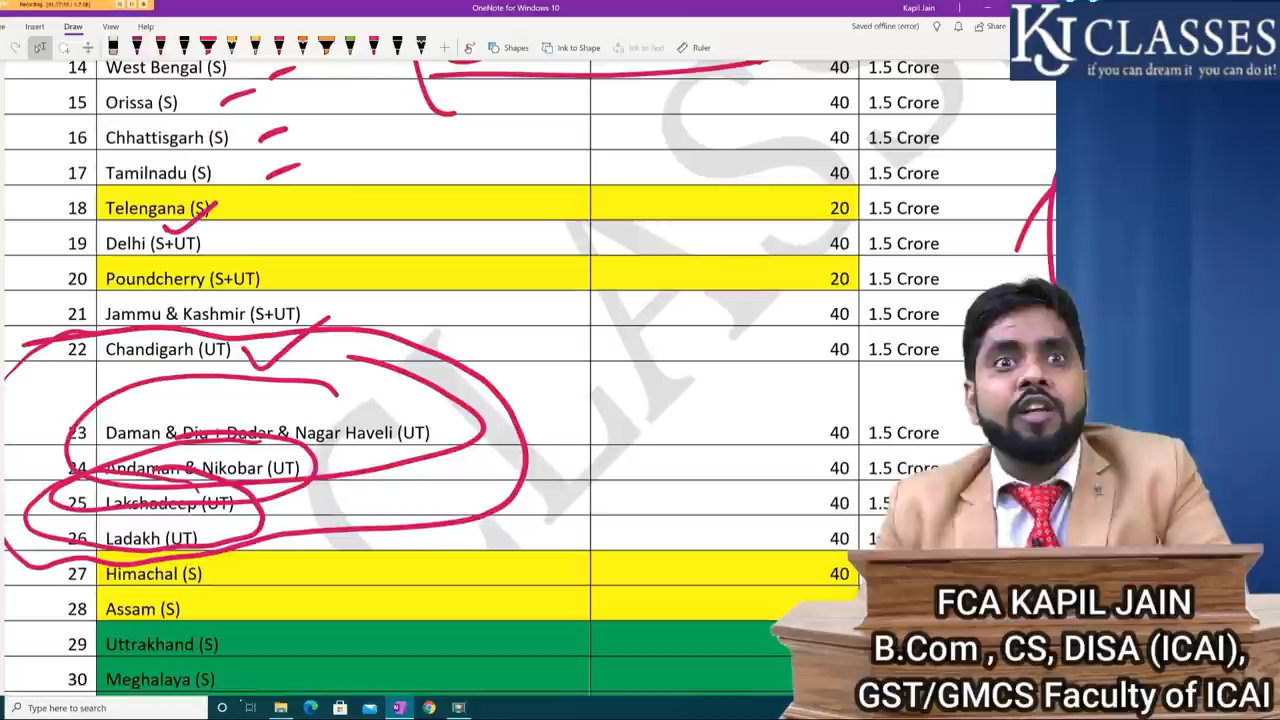 OneNote for Windows 10
Kapil Jain
Insert Draw View Help
Saved offline (error) Share
Shapes Ink to Shape Ink to Text Ruler
KJ CLASSES
if you can dream it you can do it!
14 West Bengal (S) 40 1.5 Crore
15 Orissa (S) 40 1.5 Crore
16 Chhattisgarh (S) 40 1.5 Crore
17 Tamilnadu (S) 40 1.5 Crore
18 Telengana (S) 20 1.5 Crore
19 Delhi (S+UT) 40 1.5 Crore
20 Poundcherry (S+UT) 20 1.5 Crore
21 Jammu & Kashmir (S+UT) 40 1.5 Crore
22 Chandigarh (UT) 40 1.5 Crore
23 Daman & Diu + Dadar & Nagar Haveli (UT) 40 1.5 Crore
24 Andaman & Nikobar (UT) 40 1.5 Crore
25 Lakshadeep (UT) 40 1.5
26 Ladakh (UT) 40 1
27 Himachal (S) 40
28 Assam (S)
29 Uttrakhand (S)
30 Meghalaya (S)
CLASS
FCA KAPIL JAIN
B.Com , CS, DISA (ICAI),
GST/GMCS Faculty of ICAI
Type here to search